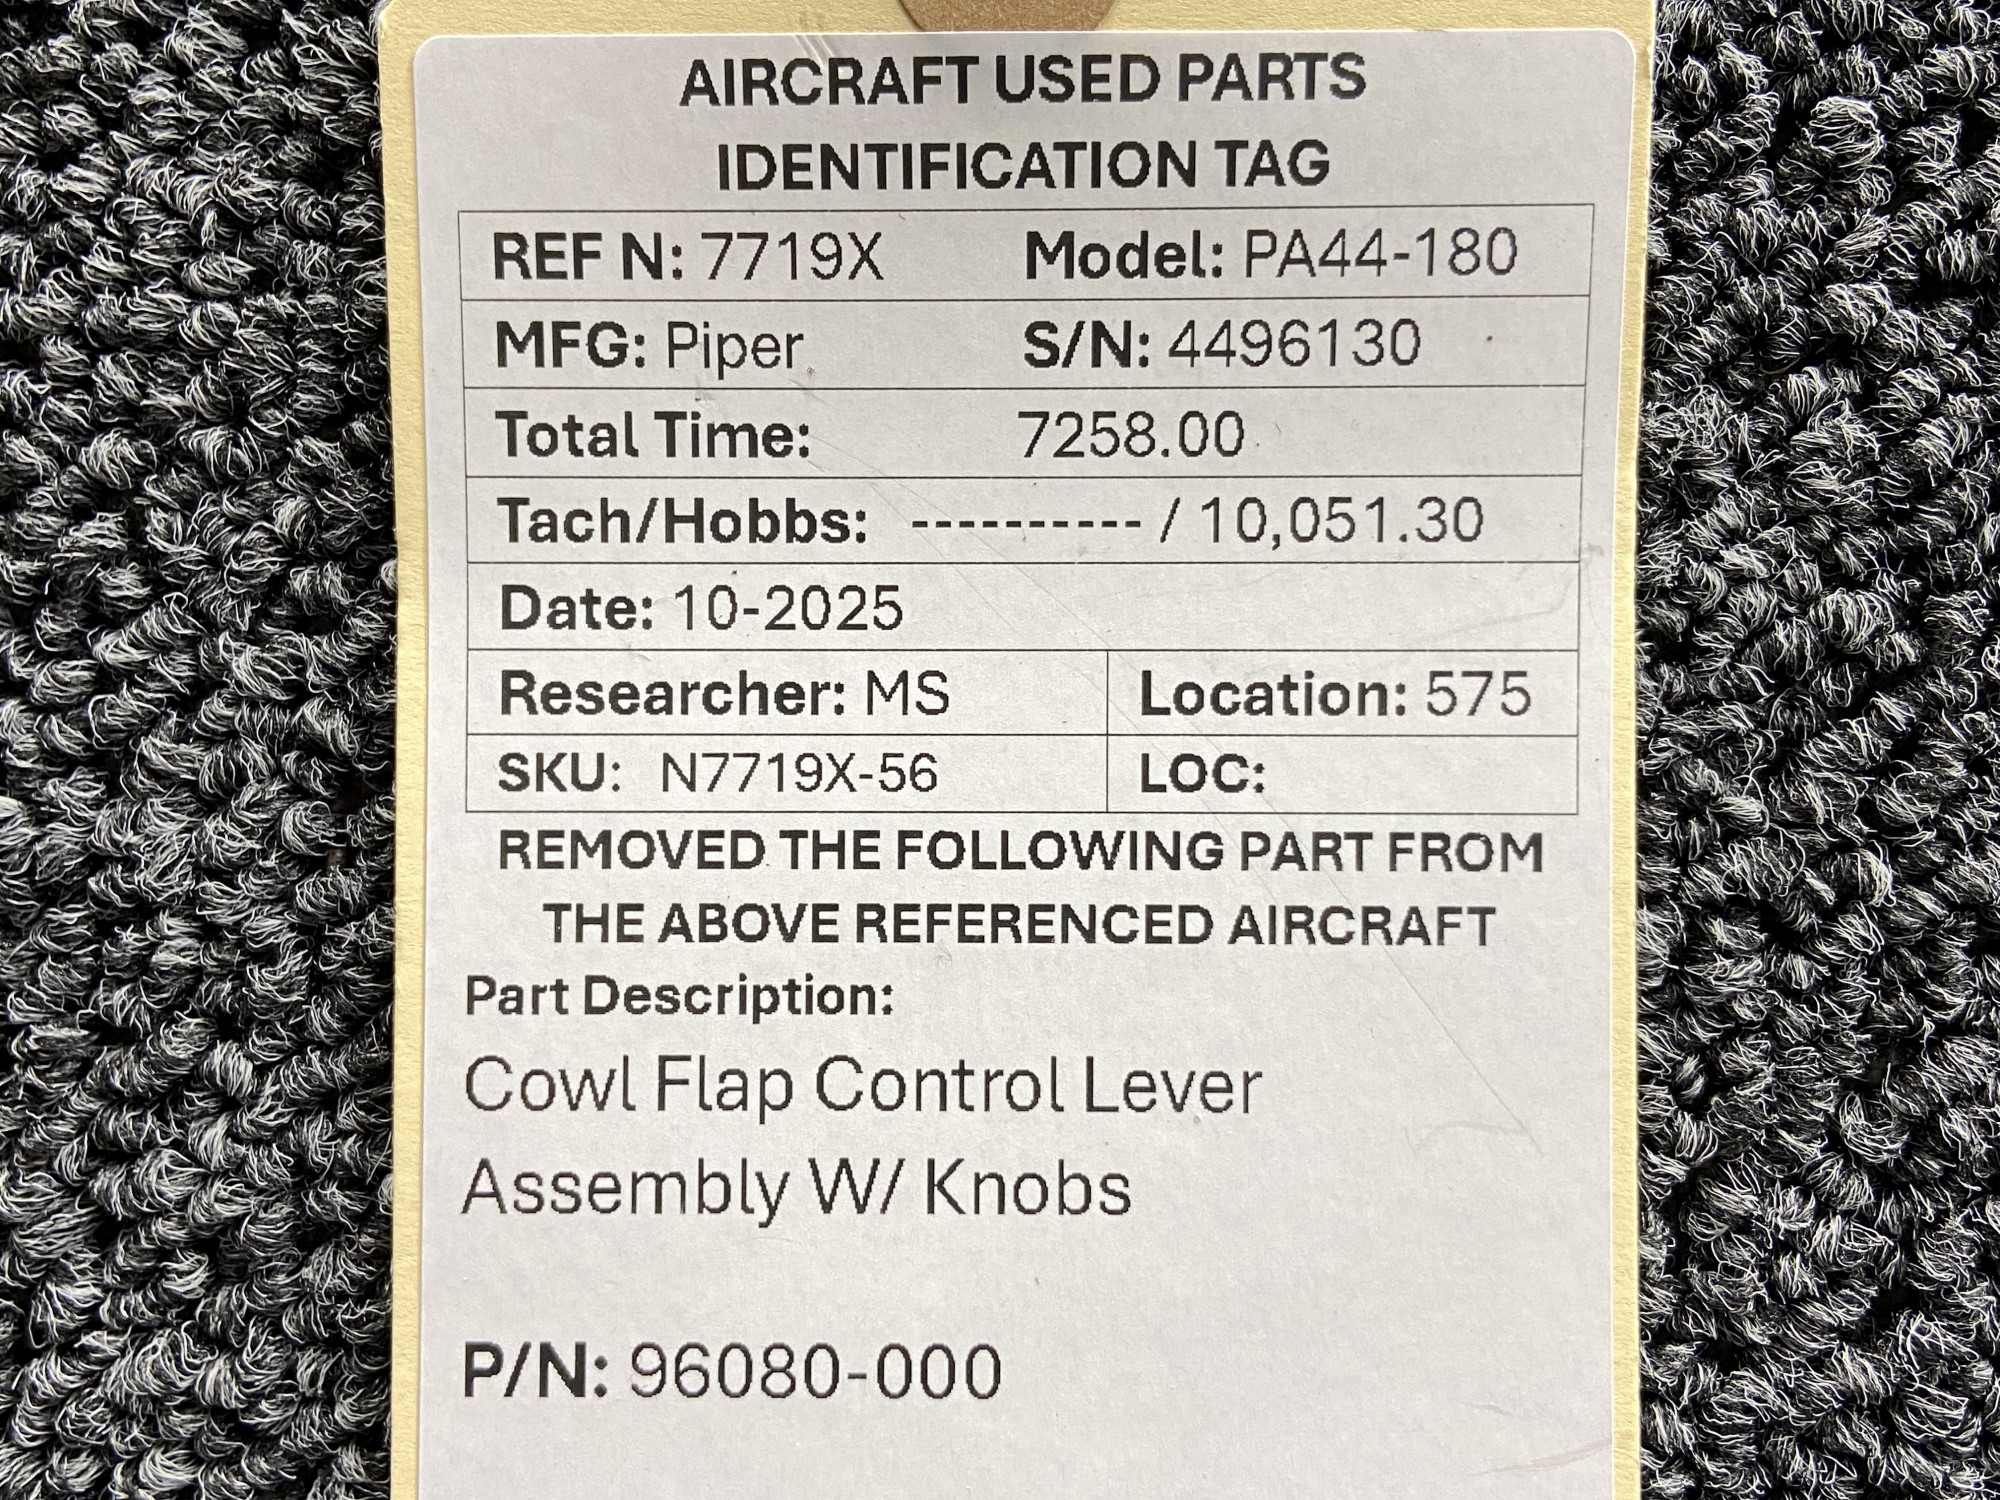 AIRCRAFT USED PARTS
IDENTIFICATION TAG
REF N: 7719X Model: PA44-180
MFG: Piper S/N: 4496130
Total Time: 7258.00
Tach/Hobbs: ---------- / 10,051.30
Date: 10-2025
Researcher: MS Location: 575
SKU: N7719X-56 LOC:
REMOVED THE FOLLOWING PART FROM
THE ABOVE REFERENCED AIRCRAFT
Part Description:
Cowl Flap Control Lever
Assembly W/ Knobs
P/N: 96080-000